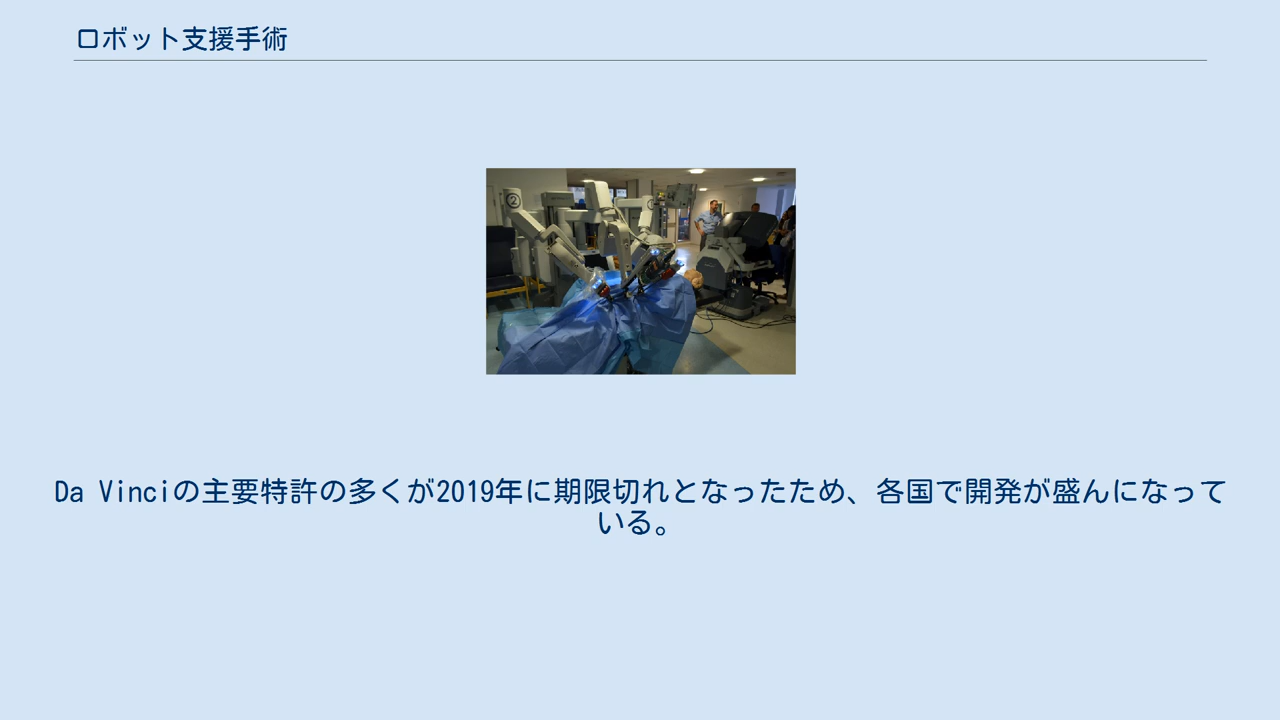 ロボット支援手術
②
Da Vinciの主要特許の多くが2019年に期限切れとなったため、各国で開発が盛んになって
いる。